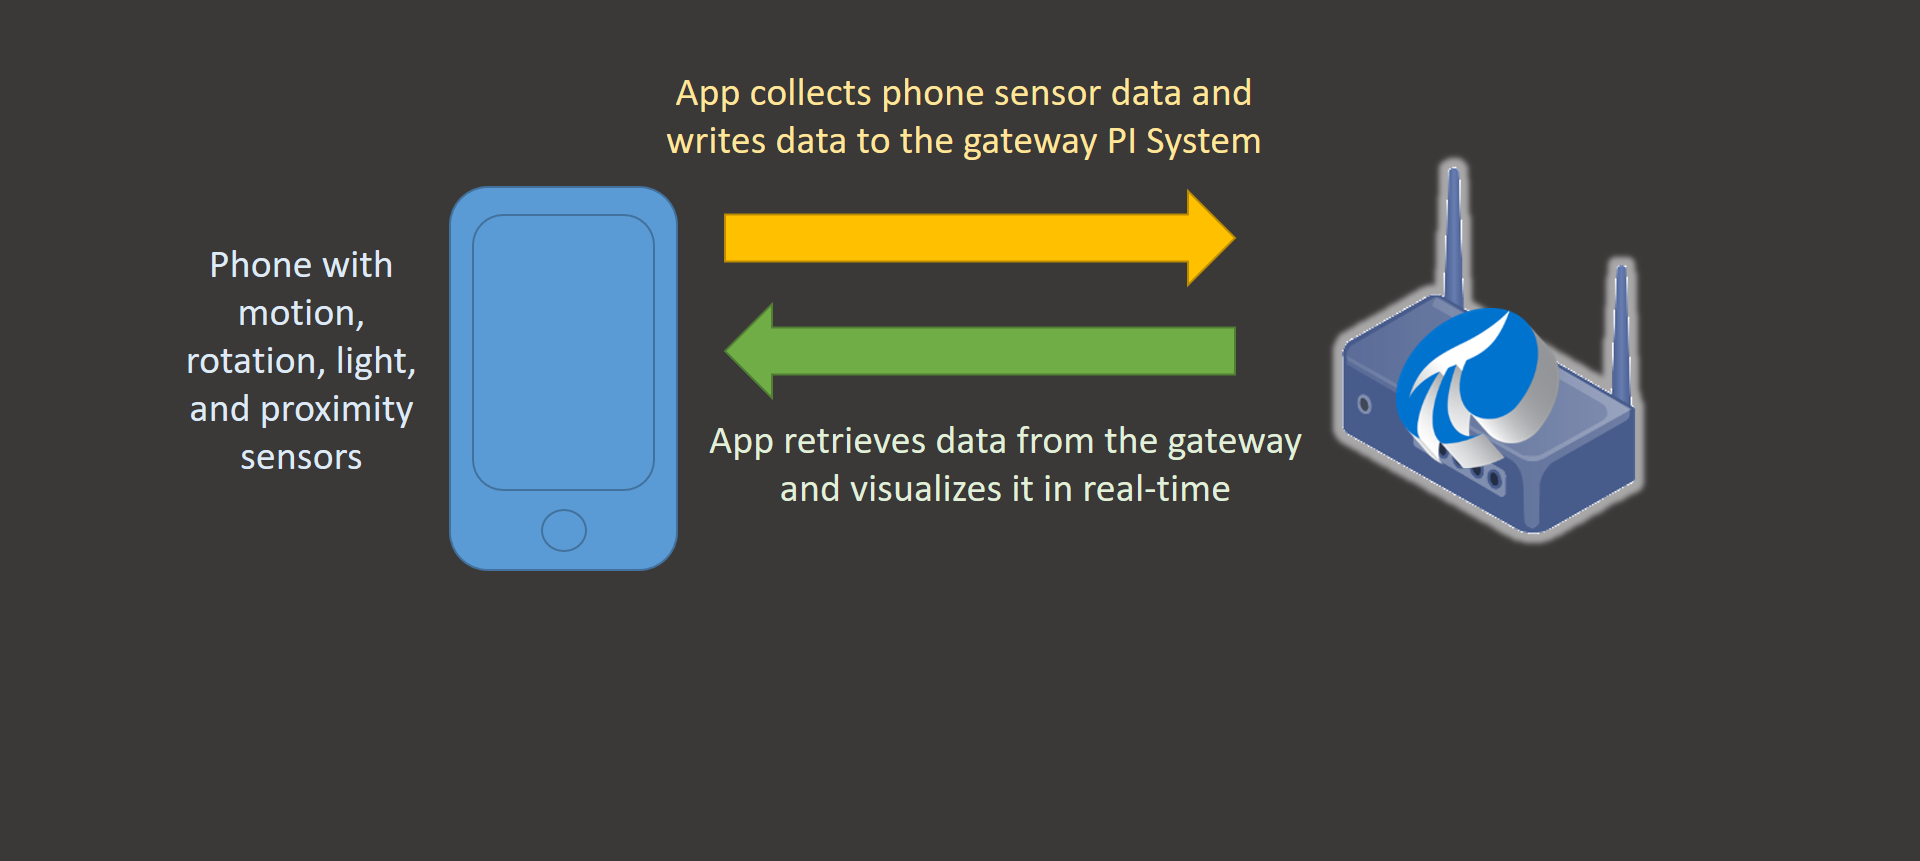 App collects phone sensor data and
writes data to the gateway PI System
Phone with
motion,
rotation, light,
and proximity
sensors
App retrieves data from the gateway
and visualizes it in real-time